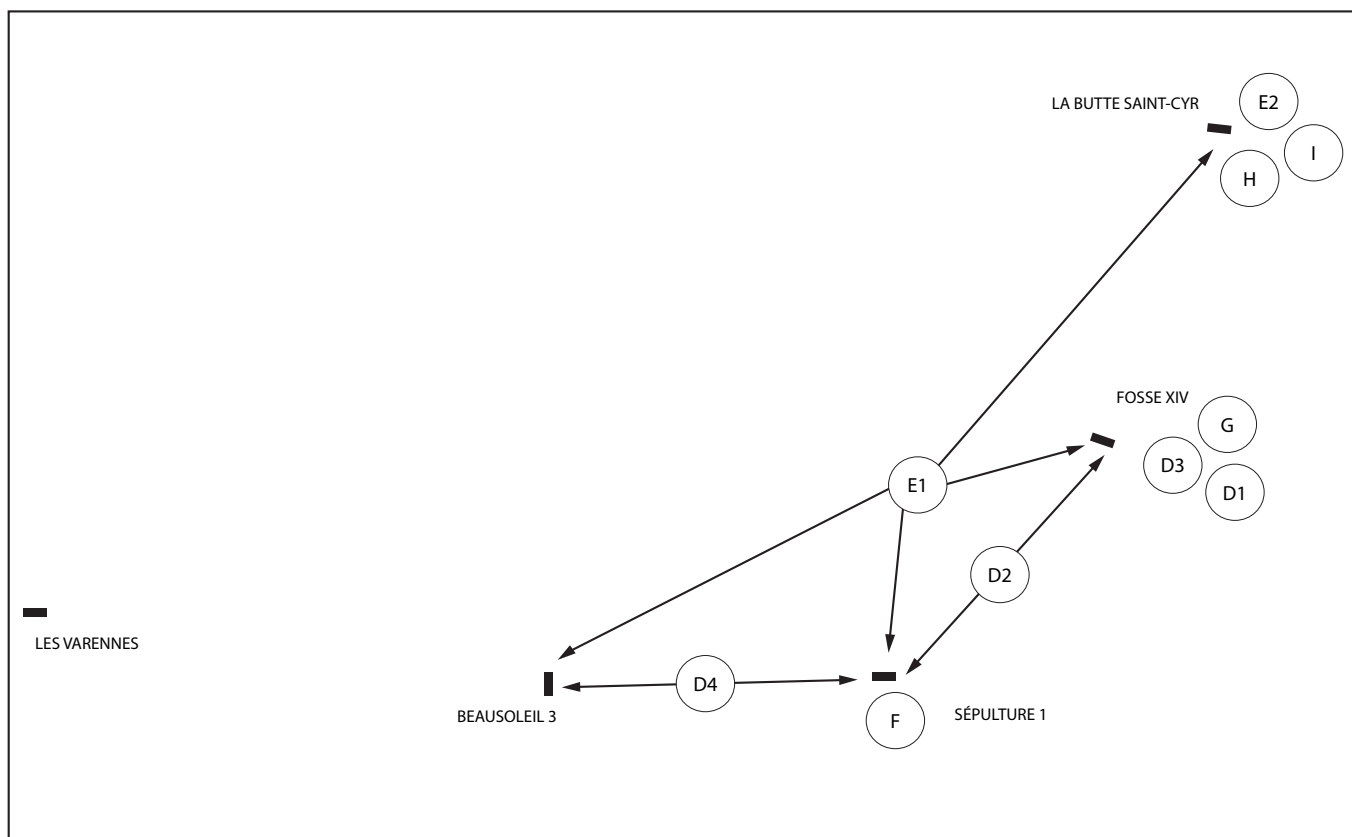 E2
LA BUTTE SAINT-CYR
I
H
FOSSE XIV
G
D3
E1
D1
D2
LES VARENNES
D4
BEAUSOLEIL 3
SÉPULTURE 1
F